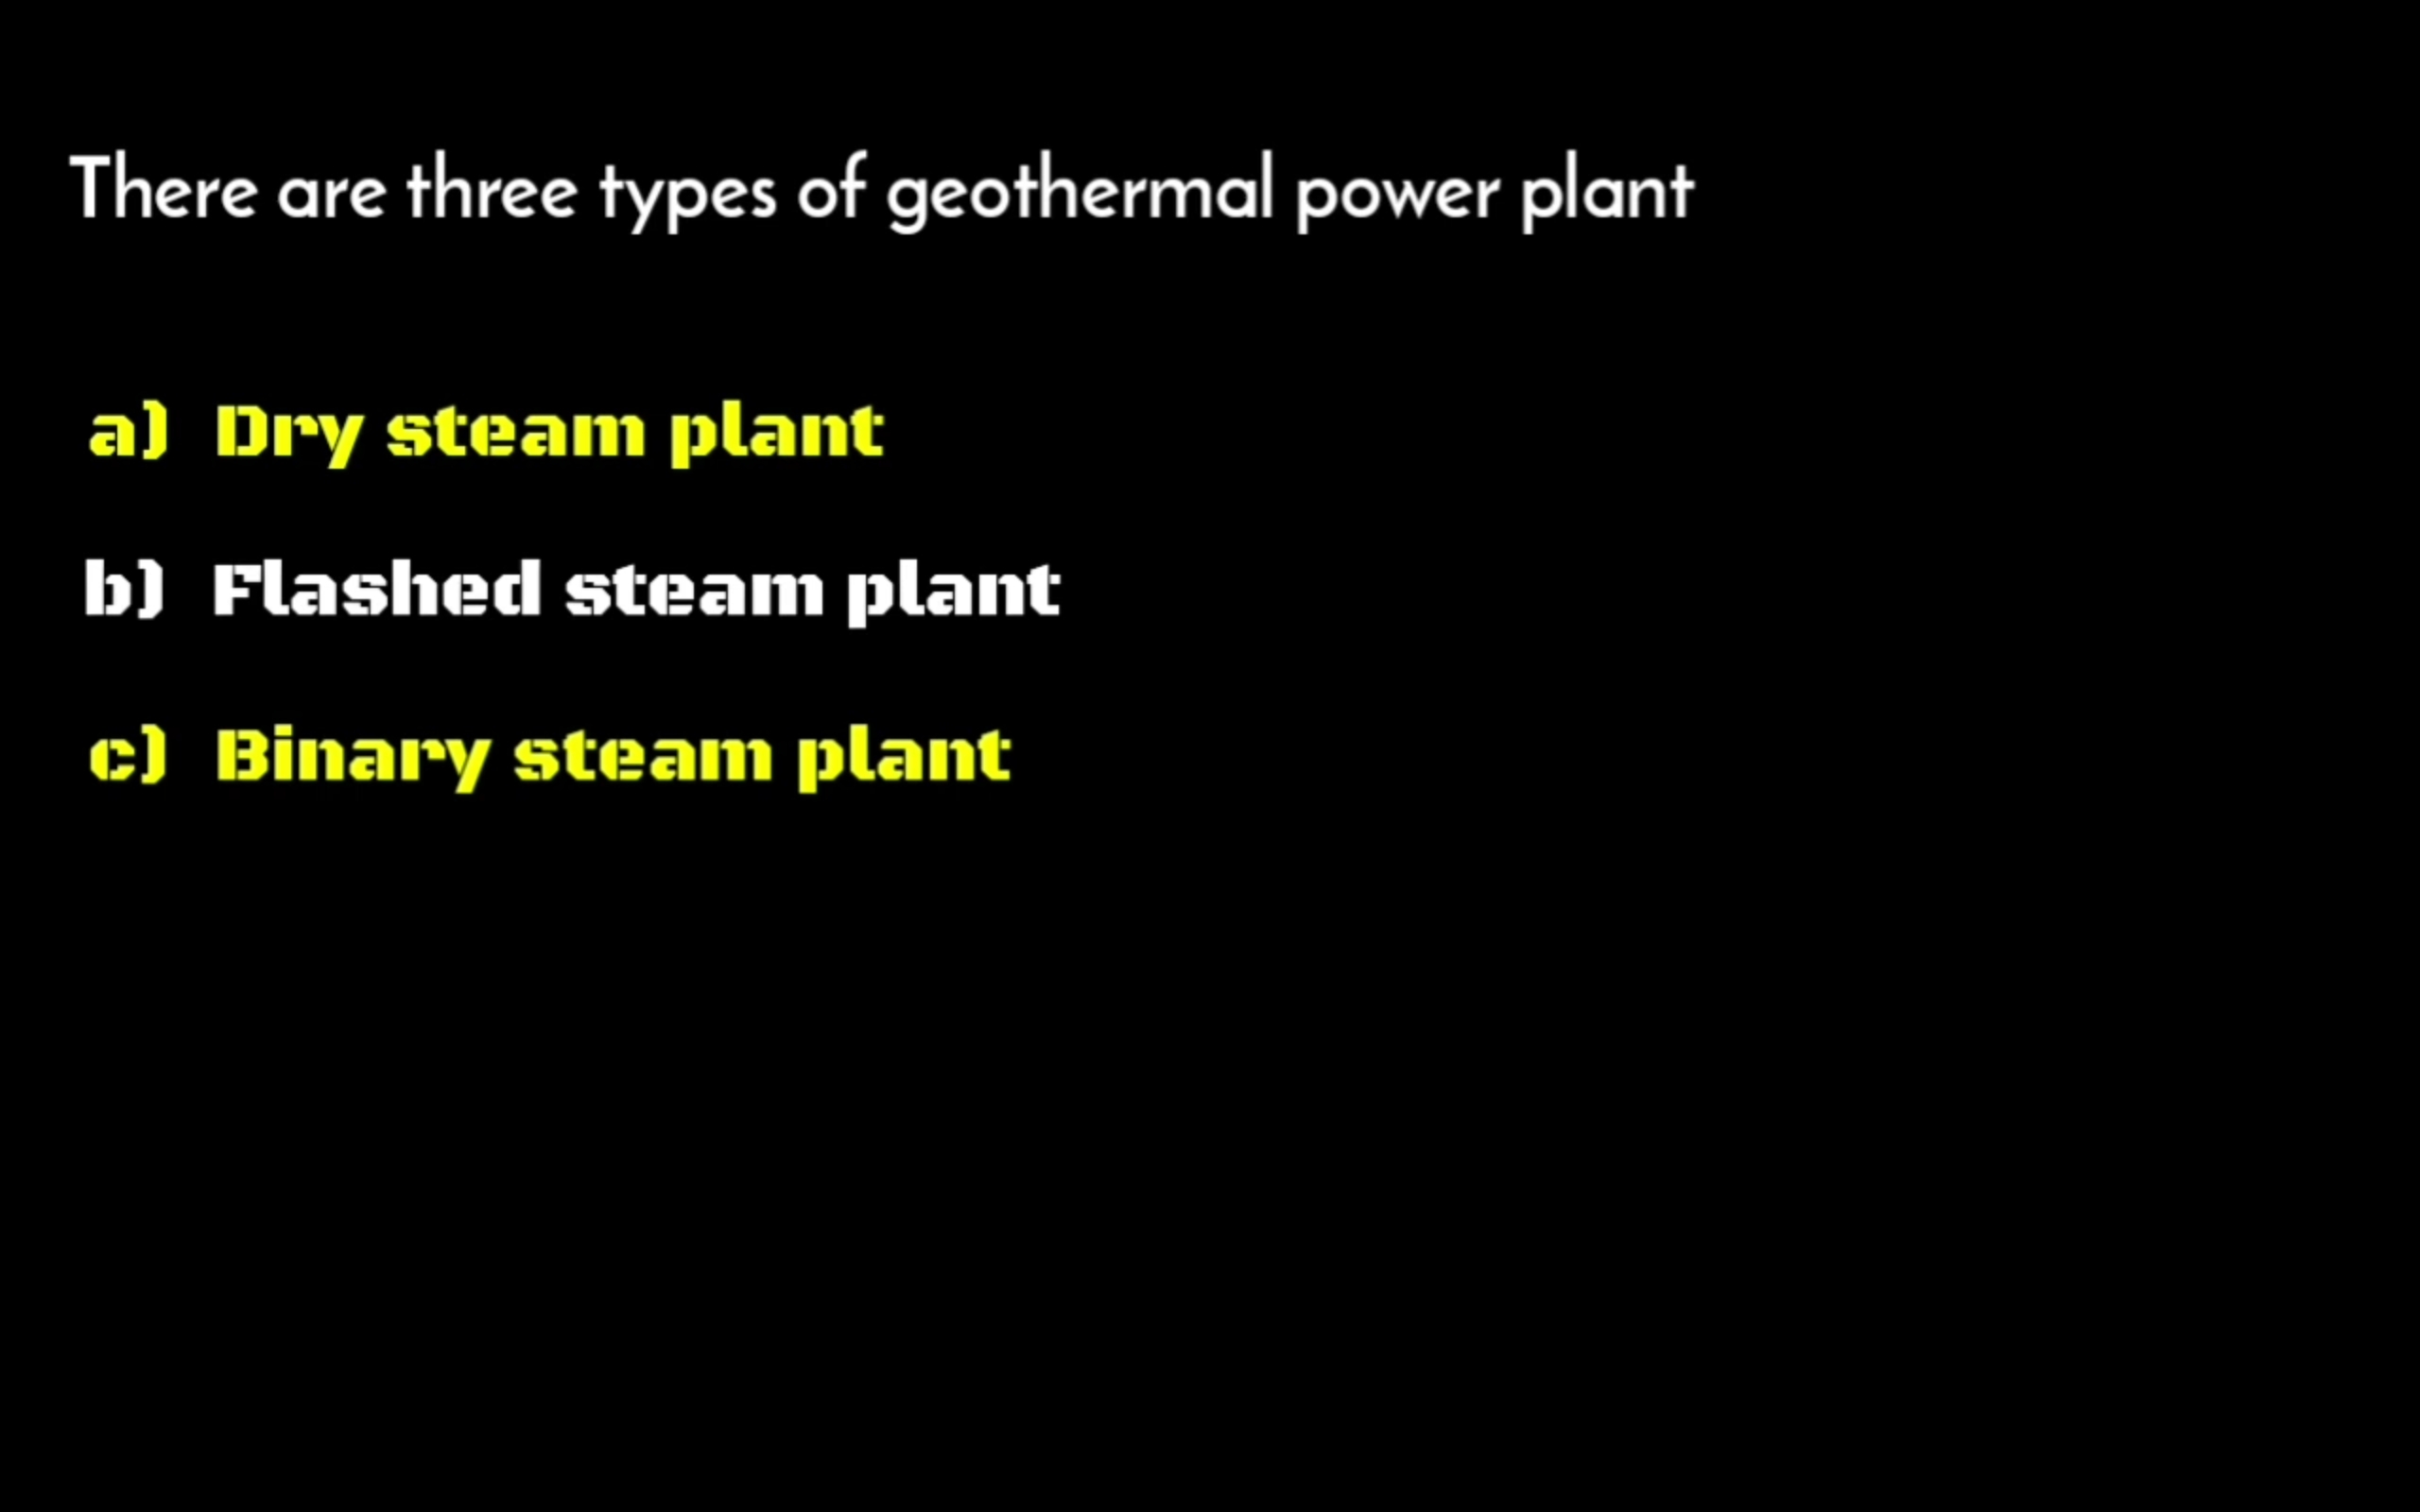 There are three types of geothermal power plant
a) Dry steam plant
b) Flashed steam plant
c) Binary steam plant